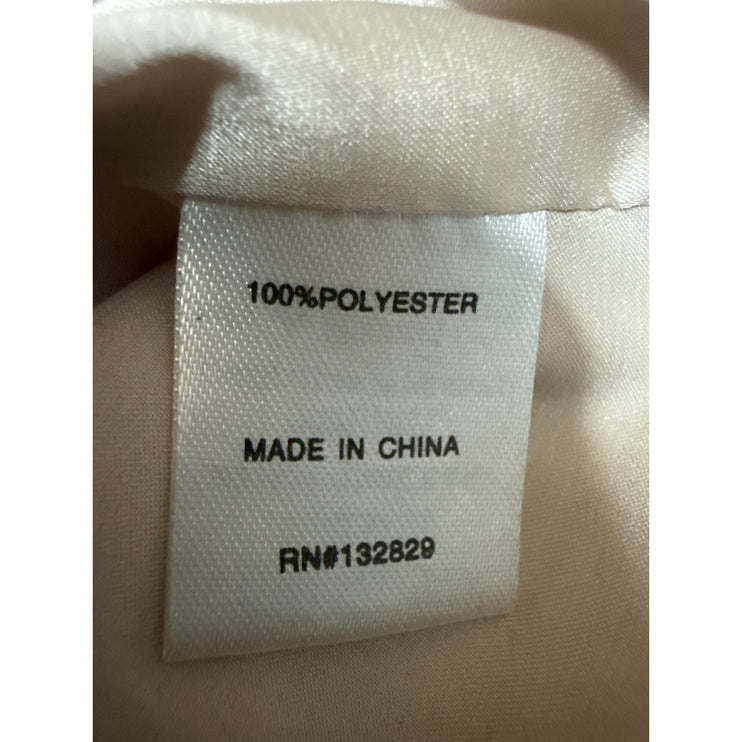 100%POLYESTER
MADE IN CHINA
RN#132829